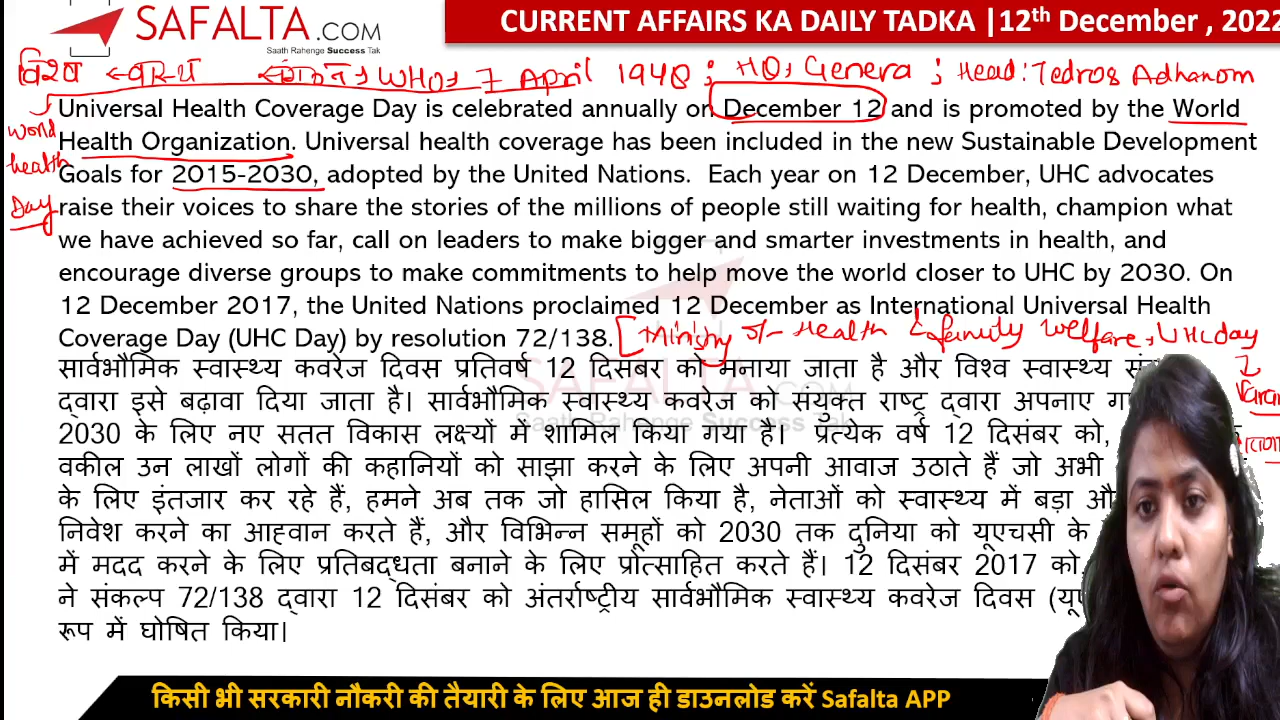 SAFALTA.COM
Saath Rahenge Success Tak
CURRENT AFFAIRS KA DAILY TADKA |12th December , 2022
WHO, 7 April 1948 ; HQ, Geneva ; Head: Tedros Adhanom
Universal Health Coverage Day is celebrated annually on December 12 and is promoted by the World
World
Health Organization. Universal health coverage has been included in the new Sustainable Development
health
Goals for 2015-2030, adopted by the United Nations. Each year on 12 December, UHC advocates
Day
raise their voices to share the stories of the millions of people still waiting for health, champion what
we have achieved so far, call on leaders to make bigger and smarter investments in health, and
encourage diverse groups to make commitments to help move the world closer to UHC by 2030. On
12 December 2017, the United Nations proclaimed 12 December as International Universal Health
Coverage Day (UHC Day) by resolution 72/138.
[Ministry of Health & family welfare, UHC day
सार्वभौमिक स्वास्थ्य कवरेज दिवस प्रतिवर्ष 12 दिसंबर को मनाया जाता है और विश्व स्वास्थ्य
द्वारा इसे बढ़ावा दिया जाता है। सार्वभौमिक स्वास्थ्य कवरेज को संयुक्त राष्ट्र द्वारा अपनाए
2030 के लिए नए सतत विकास लक्ष्यों में शामिल किया गया है। प्रत्येक वर्ष 12 दिसंबर को,
वकील उन लाखों लोगों की कहानियों को साझा करने के लिए अपनी आवाज उठाते हैं जो अभी
के लिए इंतजार कर रहे हैं, हमने अब तक जो हासिल किया है, नेताओं को स्वास्थ्य में बड़ा
निवेश करने का आह्वान करते हैं, और विभिन्न समूहों को 2030 तक दुनिया को यूएचसी के
में मदद करने के लिए प्रतिबद्धता बनाने के लिए प्रोत्साहित करते हैं। 12 दिसंबर 2017 को
ने संकल्प 72/138 द्वारा 12 दिसंबर को अंतर्राष्ट्रीय सार्वभौमिक स्वास्थ्य कवरेज दिवस
रूप में घोषित किया।
किसी भी सरकारी नौकरी की तैयारी के लिए आज ही डाउनलोड करें Safalta APP